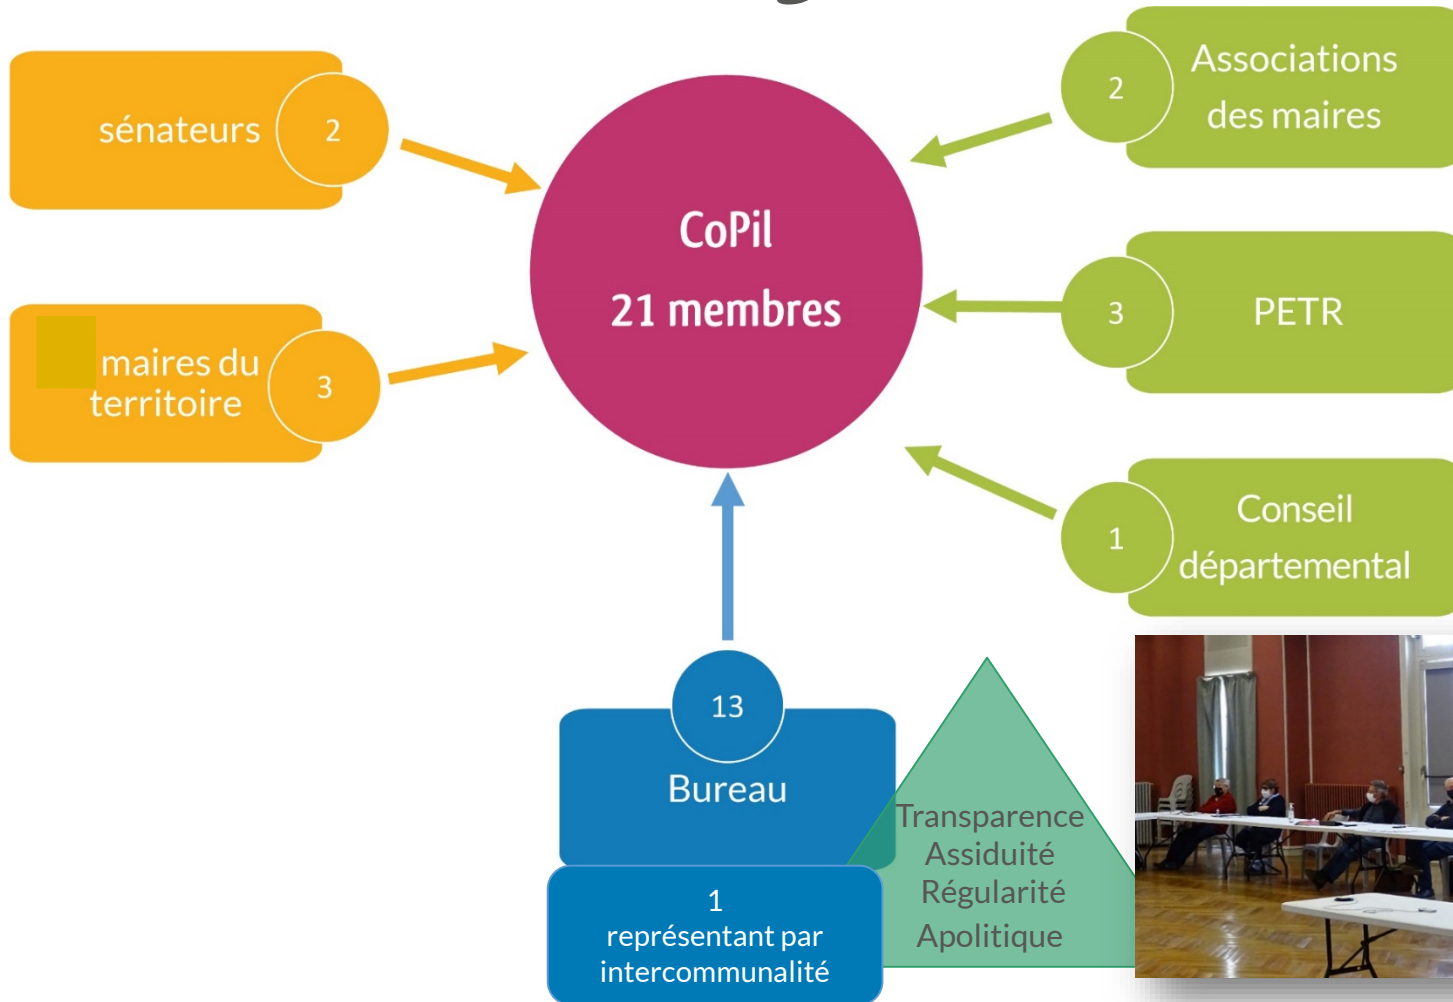 sénateurs
2
maires du
territoire
3
CoPil
21 membres
2
Associations
des maires
3
PETR
1
Conseil
départemental
13
Bureau
1
représentant par
intercommunalité
Transparence
Assiduité
Régularité
Apolitique